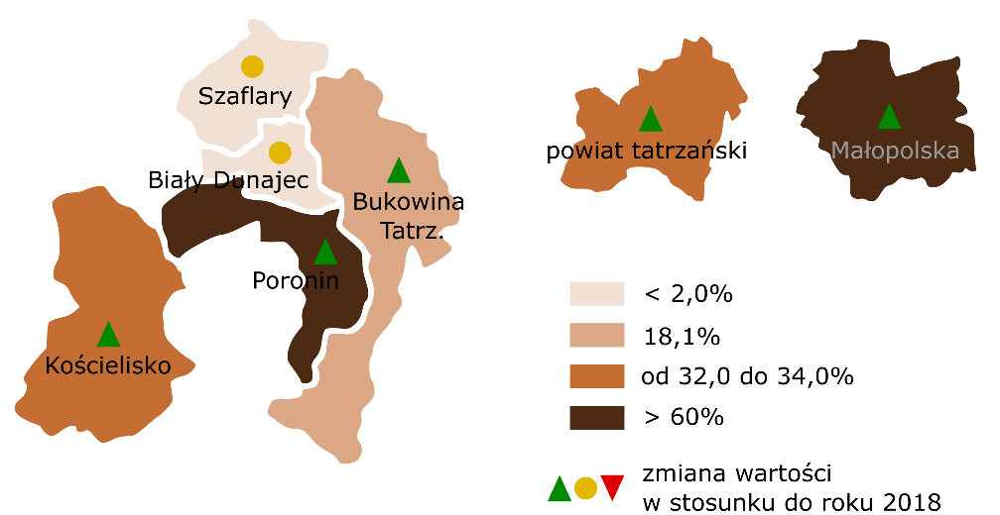 Szaflary
Biały Dunajec
Bukowina
Tatrz.
Poronin
Kościelisko
powiat tatrzański
Małopolska
< 2,0%
18,1%
od 32,0 do 34,0%
> 60%
zmiana wartości
w stosunku do roku 2018